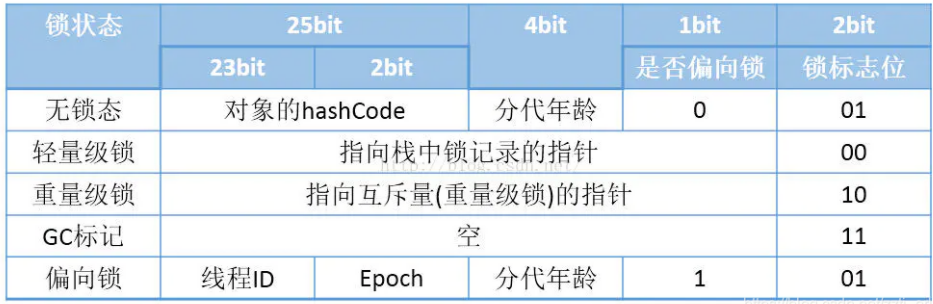 锁状态 25bit 4bit 1bit 2bit
23bit 2bit 是否偏向锁 锁标志位
无锁态 对象的hashCode 分代年龄 0 01
轻量级锁 指向栈中锁记录的指针 00
http://blog.csdn.net/
重量级锁 指向互斥量(重量级锁)的指针 10
GC标记 空 11
偏向锁 线程ID Epoch 分代年龄 1 01